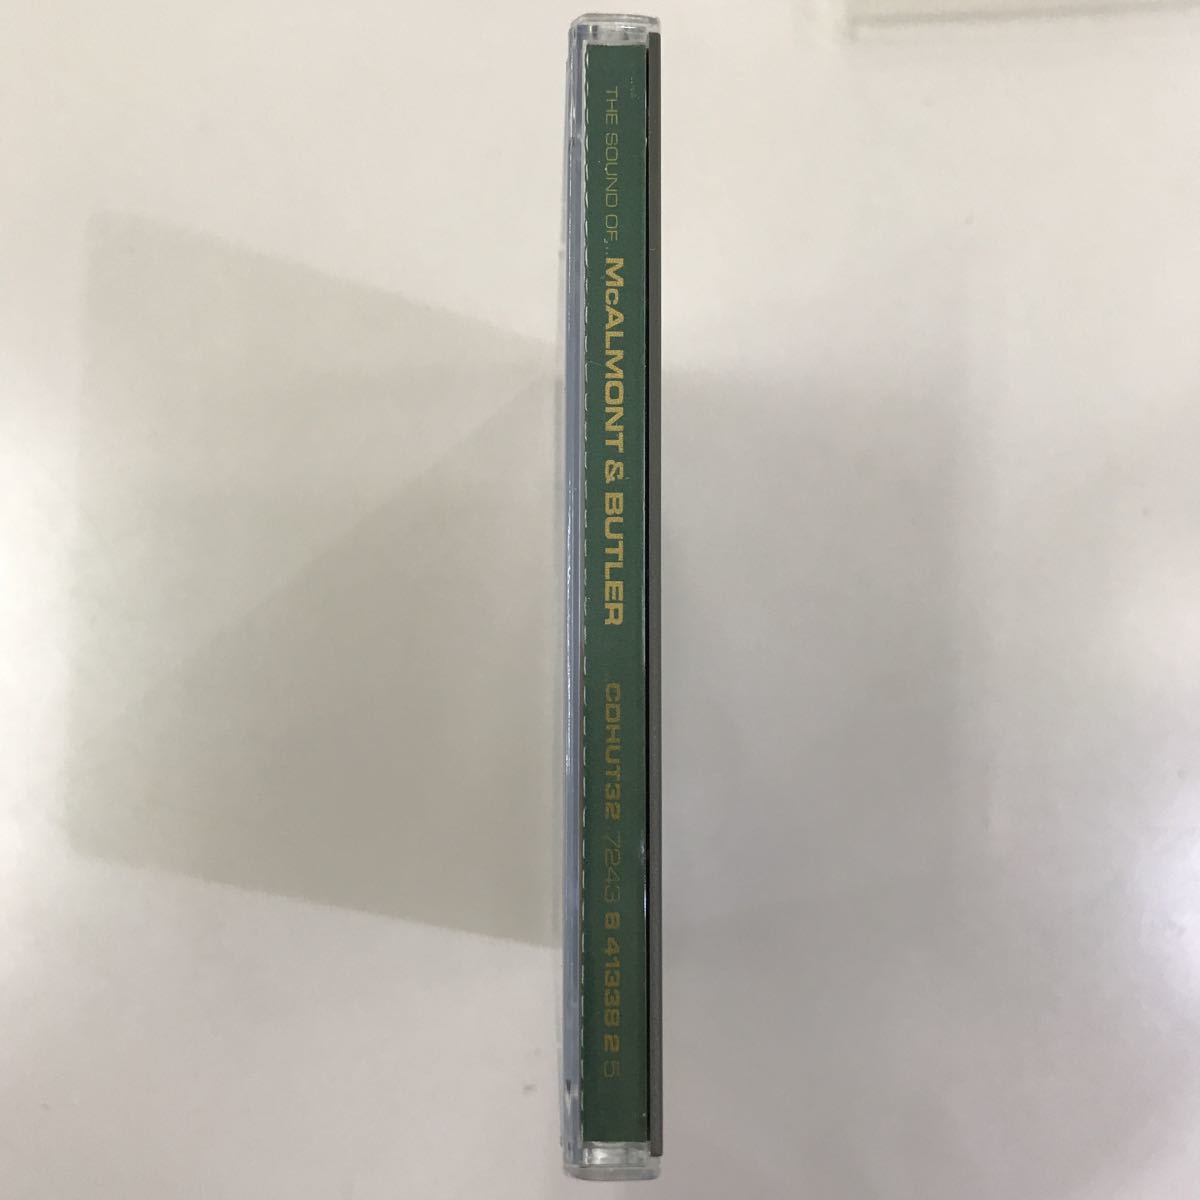 THE SOUND OF... McALMONT & BUTLER CDHUT32 7243 8 41338 2 5